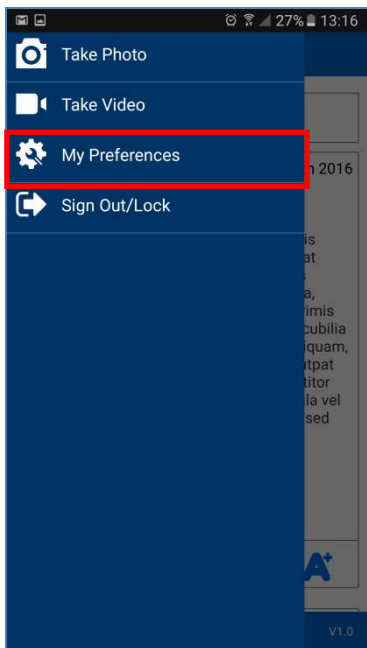 27% 13:16
Take Photo
Take Video
My Preferences
n 2016
Sign Out/Lock
is
at
a,
imis
cubilia
iquam,
utpat
titor
la vel
sed
A+
V1.0